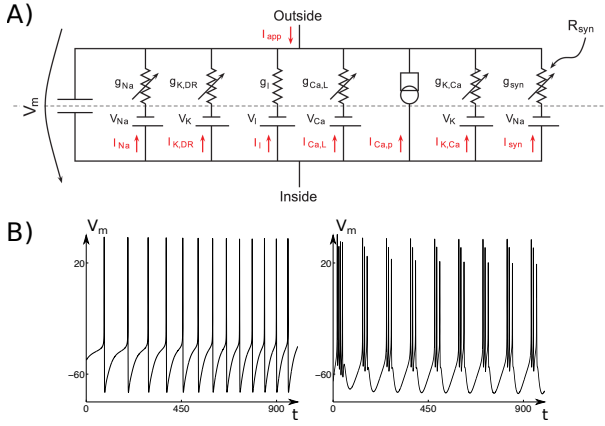 A)
Outside
I_app
R_syn
g_Na g_K,DR g_l g_Ca,L g_K,Ca g_syn
V_m
V_Na V_K V_l V_Ca V_K V_Na
I_Na I_K,DR I_l I_Ca,L I_Ca,p I_K,Ca I_syn
Inside
B)
V_m V_m
20 20
−60 −60
0 450 900 t 0 450 900 t